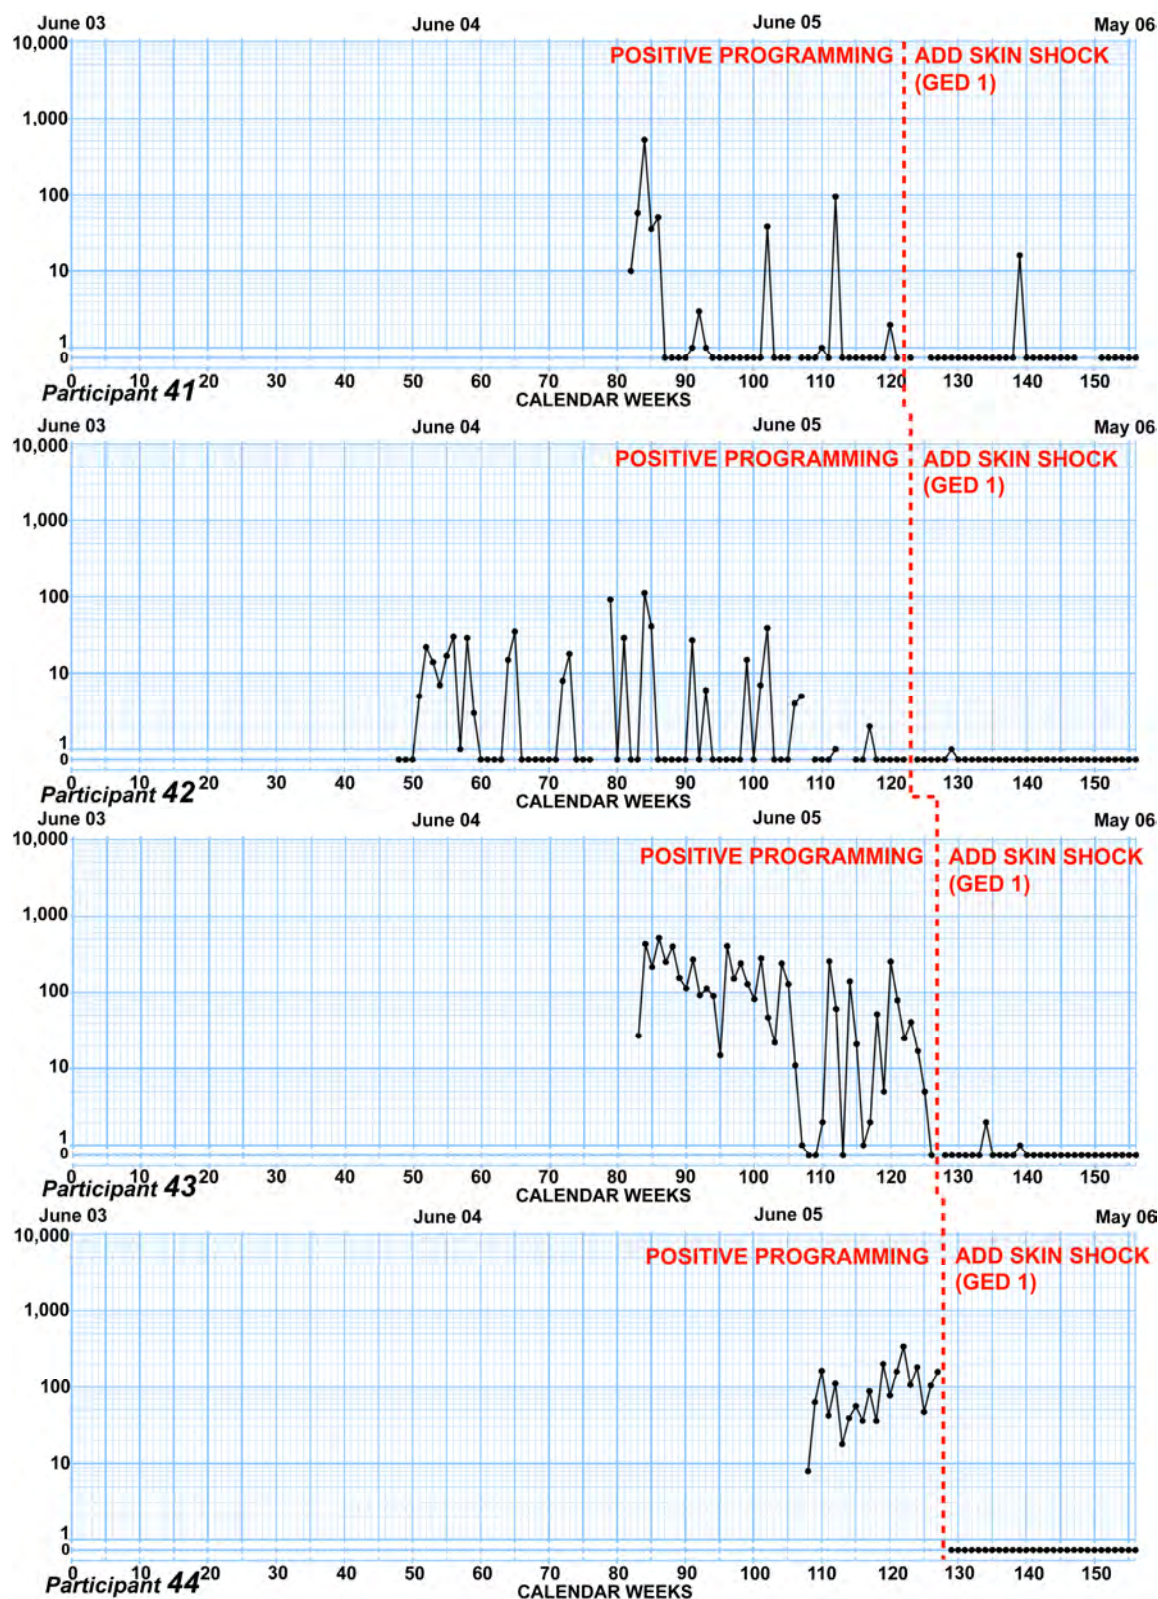 June 03 June 04 June 05 May 06
10,000
POSITIVE PROGRAMMING ADD SKIN SHOCK
(GED 1)
1,000
100
10
1
0
0 10 20 30 40 50 60 70 80 90 100 110 120 130 140 150
Participant 41 CALENDAR WEEKS
June 03 June 04 June 05 May 06
10,000
POSITIVE PROGRAMMING ADD SKIN SHOCK
(GED 1)
1,000
100
10
1
0
0 10 20 30 40 50 60 70 80 90 100 110 120 130 140 150
Participant 42 CALENDAR WEEKS
June 03 June 04 June 05 May 06
10,000
POSITIVE PROGRAMMING ADD SKIN SHOCK
(GED 1)
1,000
100
10
1
0
0 10 20 30 40 50 60 70 80 90 100 110 120 130 140 150
Participant 43 CALENDAR WEEKS
June 03 June 04 June 05 May 06
10,000
POSITIVE PROGRAMMING ADD SKIN SHOCK
(GED 1)
1,000
100
10
1
0
0 10 20 30 40 50 60 70 80 90 100 110 120 130 140 150
Participant 44 CALENDAR WEEKS